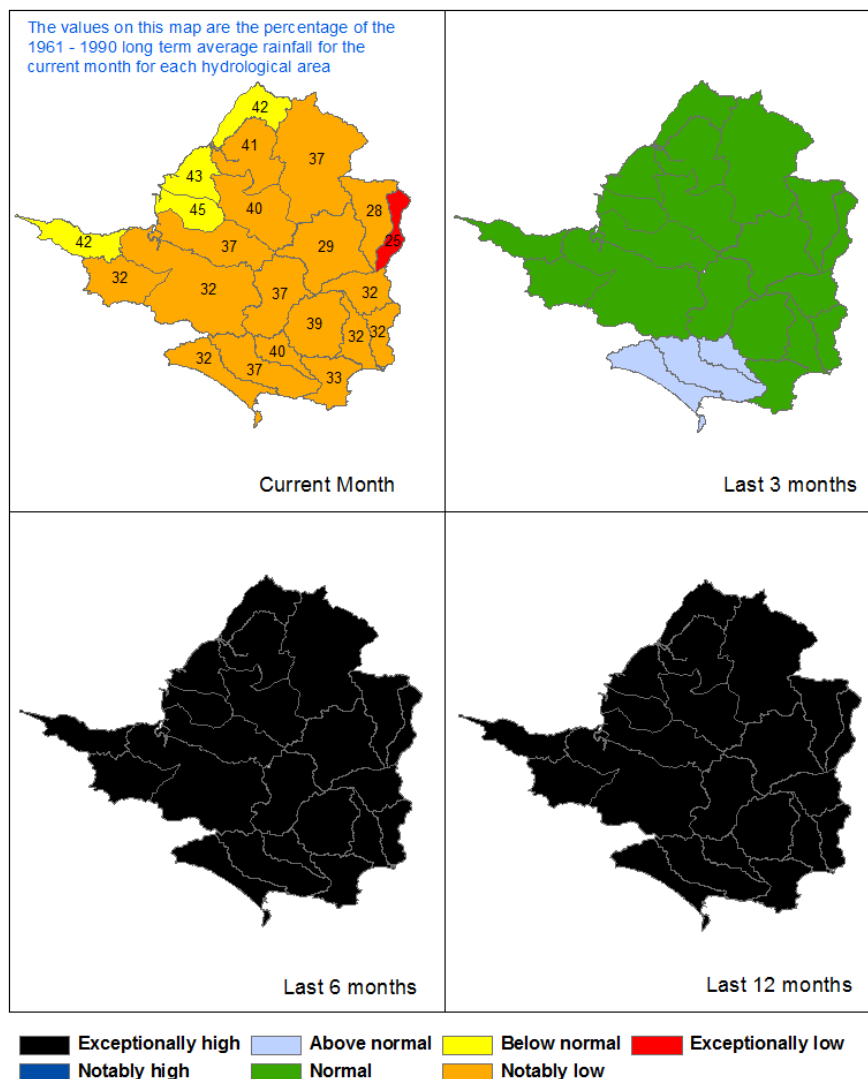 The values on this map are the percentage of the
1961 - 1990 long term average rainfall for the
current month for each hydrological area
42
41
37
43
45
40
28
25
42
37
29
32
32
37
32
39
32
32
32
40
37
33
Current Month
Last 3 months
Last 6 months
Last 12 months
Exceptionally high
Above normal
Below normal
Exceptionally low
Notably high
Normal
Notably low